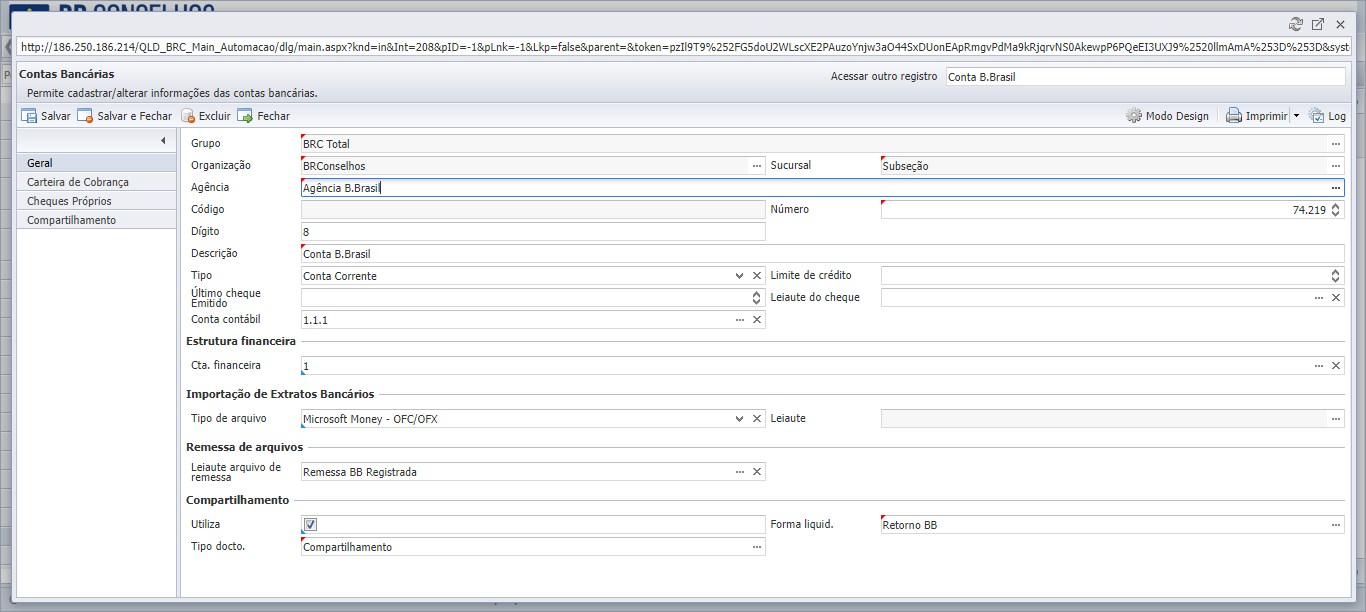 BR CONSELHOS
http://186.250.186.214/QLD_BRC_Main_Automacao/dlg/main.aspx?knd=in&Int=208&pID=-1&pLnk=-1&Lkp=false&parent=&token=pzIl9T9%252FG5doU2WLscXE2PAuzoYnjw3aO44SxDUonEApRmgvPdMa9kRjqrvNS0AkewpP6PQeEI3UXJ9%2520llmAmA%253D%253D&syst
Contas Bancárias
Acessar outro registro Conta B.Brasil
Permite cadastrar/alterar informações das contas bancárias.
Salvar Salvar e Fechar Excluir Fechar Modo Design Imprimir Log
Geral
Carteira de Cobrança
Cheques Próprios
Compartilhamento
Grupo BRC Total
Organização BRConselhos Sucursal Subseção
Agência Agência B.Brasil
Código Número 74.219
Dígito 8
Descrição Conta B.Brasil
Tipo Conta Corrente Limite de crédito
Último cheque
Emitido Leiaute do cheque
Conta contábil 1.1.1
Estrutura financeira
Cta. financeira 1
Importação de Extratos Bancários
Tipo de arquivo Microsoft Money - OFC/OFX Leiaute
Remessa de arquivos
Leiaute arquivo de
remessa Remessa BB Registrada
Compartilhamento
Utiliza Forma liquid. Retorno BB
Tipo docto. Compartilhamento